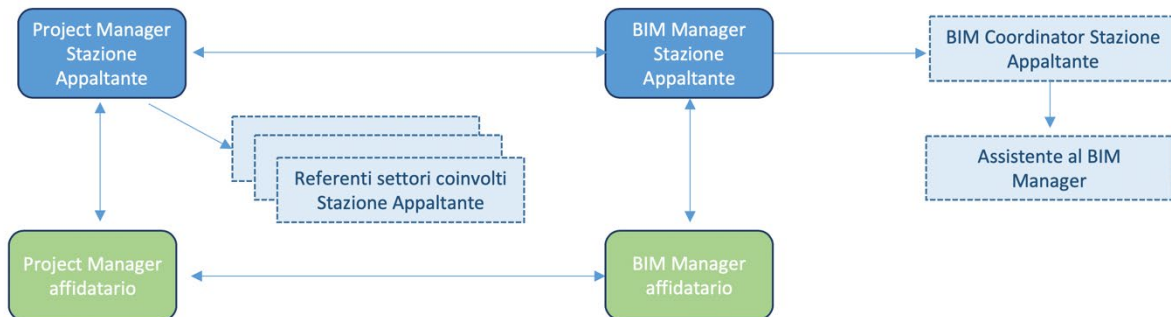 Project Manager
Stazione
Appaltante
BIM Manager
Stazione
Appaltante
BIM Coordinator Stazione
Appaltante
Referenti settori coinvolti
Stazione Appaltante
Assistente al BIM
Manager
Project Manager
affidatario
BIM Manager
affidatario